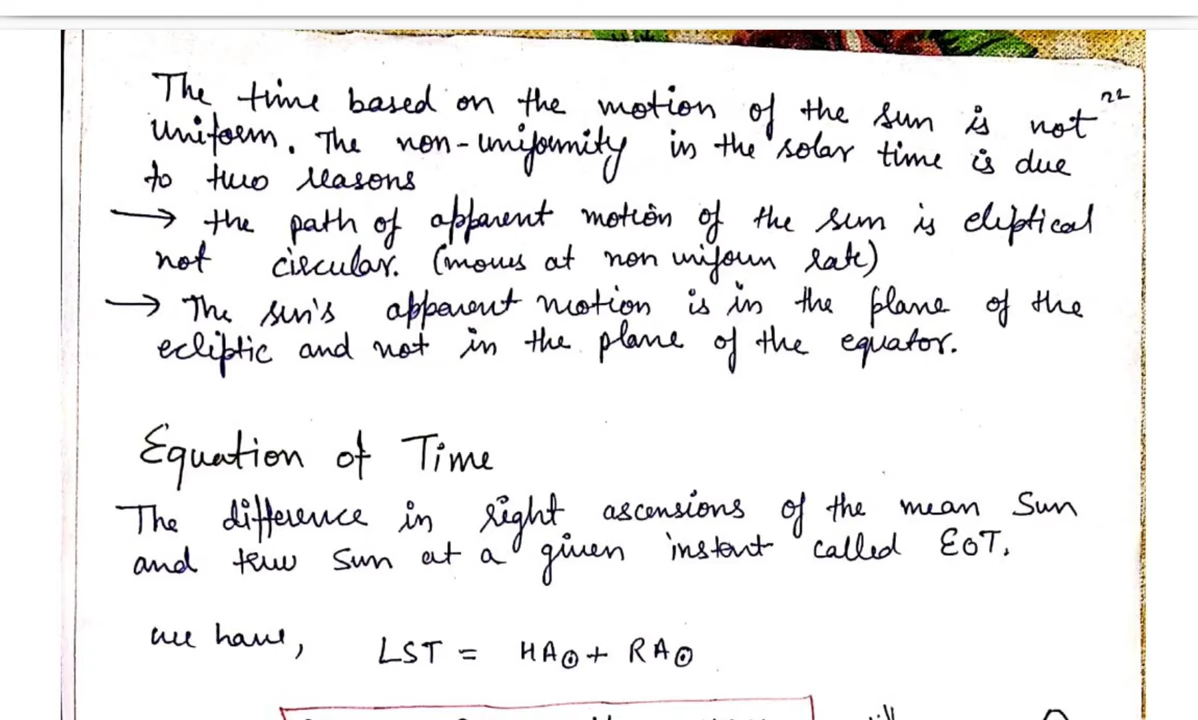 22
The time based on the motion of the sun is not
uniform. The non-uniformity in the solar time is due
to two reasons
→ the path of apparent motion of the sun is eliptical
not circular. (moves at non uniform rate)
→ The sun's apparent motion is in the plane of the
ecliptic and not in the plane of the equator.
Equation of Time
The difference in right ascensions of the mean Sun
and true Sun at a given instant called EOT.
we have, LST = HA⊙ + RA⊙